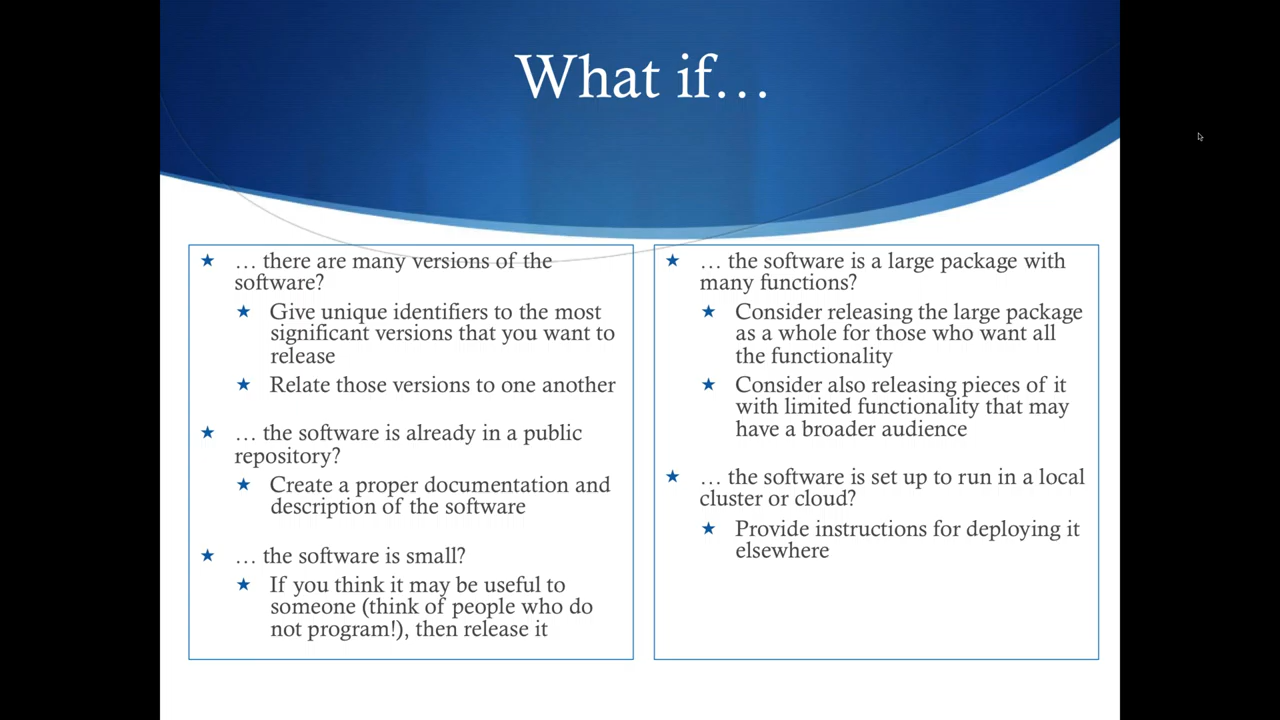 What if…
… there are many versions of the
software?
Give unique identifiers to the most
significant versions that you want to
release
Relate those versions to one another
… the software is already in a public
repository?
Create a proper documentation and
description of the software
… the software is small?
If you think it may be useful to
someone (think of people who do
not program!), then release it
… the software is a large package with
many functions?
Consider releasing the large package
as a whole for those who want all
the functionality
Consider also releasing pieces of it
with limited functionality that may
have a broader audience
… the software is set up to run in a local
cluster or cloud?
Provide instructions for deploying it
elsewhere